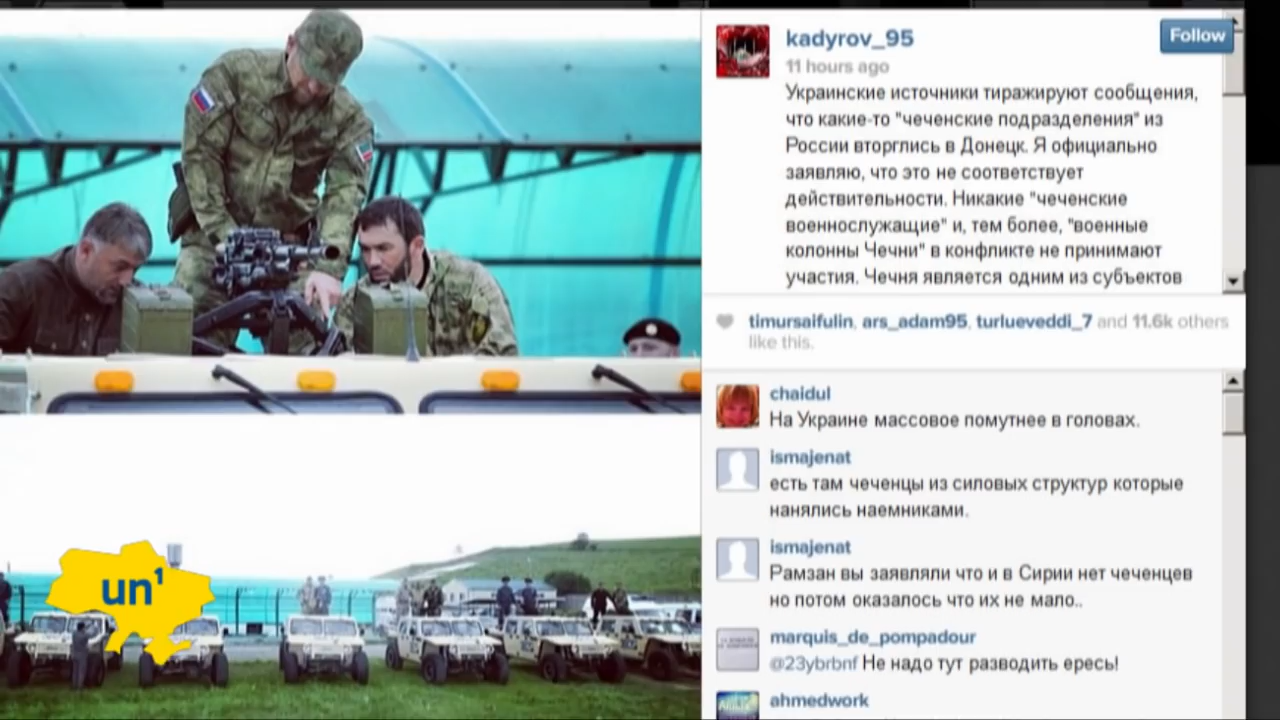 kadyrov_95
Follow
11 hours ago
Украинские источники тиражируют сообщения,
что какие-то "чеченские подразделения" из
России вторглись в Донецк. Я официально
заявляю, что это не соответствует
действительности. Никакие "чеченские
военнослужащие" и, тем более, "военные
колонны Чечни" в конфликте не принимают
участия. Чечня является одним из субъектов
timursaifulin, ars_adam95, turlueveddi_7 and 11.6k others
like this.
chaidul
На Украине массовое помутнее в головах.
ismajenat
есть там чеченцы из силовых структур которые
нанялись наемниками.
ismajenat
Рамзан вы заявляли что и в Сирии нет чеченцев
но потом оказалось что их не мало..
marquis_de_pompadour
@23ybrbnf Не надо тут разводить ересь!
ahmedwork
un¹